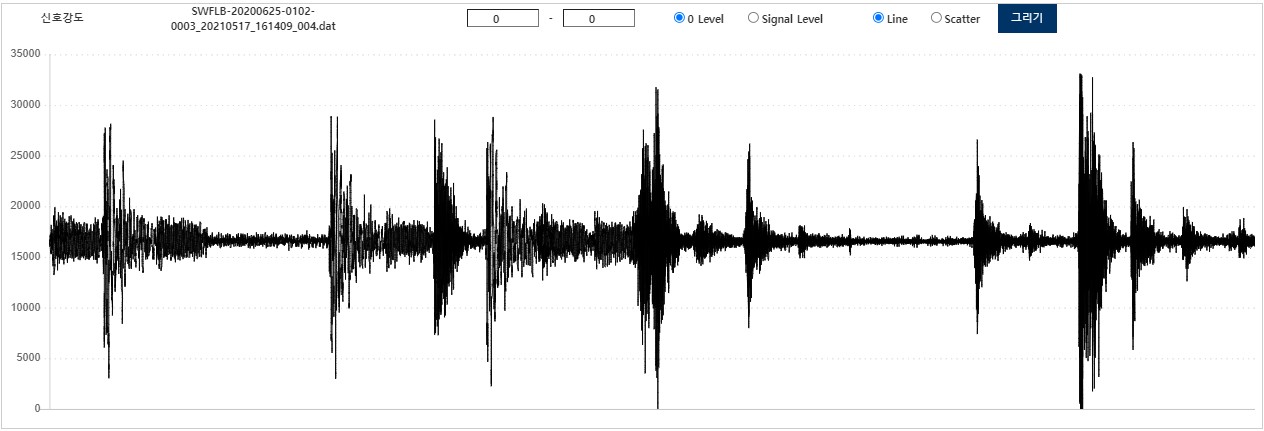 신호강도
SWFLB-20200625-0102-
0003_20210517_161409_004.dat
0 - 0
0 Level Signal Level
Line Scatter
그리기
35000
30000
25000
20000
15000
10000
5000
0